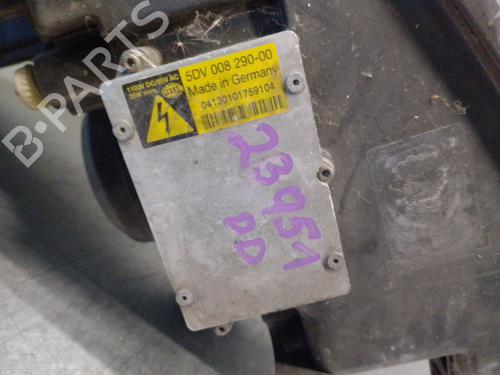 110V DC/85V AC
5DV 008 290-00
Made in Germany
04130101759104
23951
DD
B-PARTS